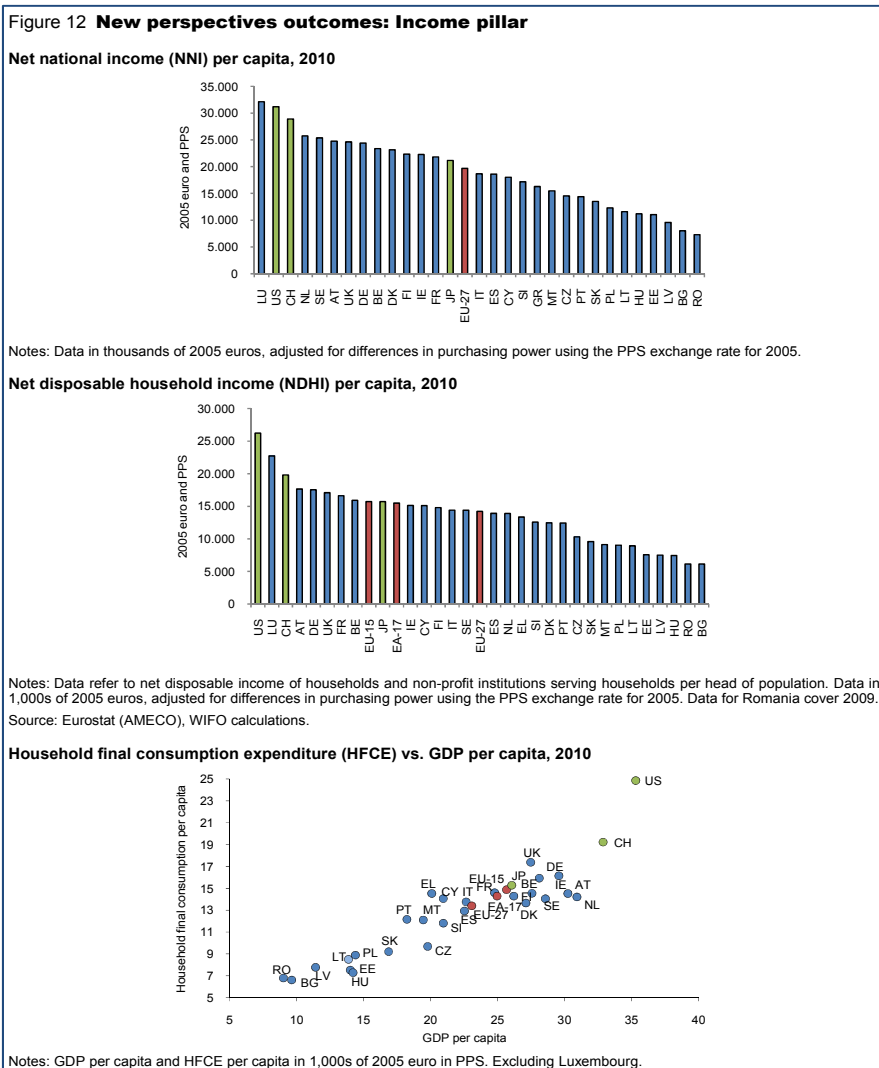 Figure 12 New perspectives outcomes: Income pillar
Net national income (NNI) per capita, 2010
35.000
30.000
25.000
20.000
15.000
10.000
5.000
0
2005 euro and PPS
LU US CH NL SE AT UK DE BE DK FI IE FR JP EU-27 IT ES CY SI GR MT CZ PT SK PL LT HU EE LV BG RO
Notes: Data in thousands of 2005 euros, adjusted for differences in purchasing power using the PPS exchange rate for 2005.
Net disposable household income (NDHI) per capita, 2010
30.000
25.000
20.000
15.000
10.000
5.000
0
2005 euro and PPS
US LU CH AT DE UK FR BE EU-15 JP EA-17 IE CY FI IT SE EU-27 ES NL EL SI DK PT CZ SK MT PL LT EE LV HU RO BG
Notes: Data refer to net disposable income of households and non-profit institutions serving households per head of population. Data in
1,000s of 2005 euros, adjusted for differences in purchasing power using the PPS exchange rate for 2005. Data for Romania cover 2009.
Source: Eurostat (AMECO), WIFO calculations.
Household final consumption expenditure (HFCE) vs. GDP per capita, 2010
Household final consumption per capita
25
23
21
19
17
15
13
11
9
7
5
US
CH
UK
DE
EU-15 JP
EL CY IT FR BE IE AT
FI
EA-17 SE NL
PT MT ES EU-27 DK
SI
SK
CZ
LT PL
RO LV EE
BG HU
5 10 15 20 25 30 35 40
GDP per capita
Notes: GDP per capita and HFCE per capita in 1,000s of 2005 euro in PPS. Excluding Luxembourg.